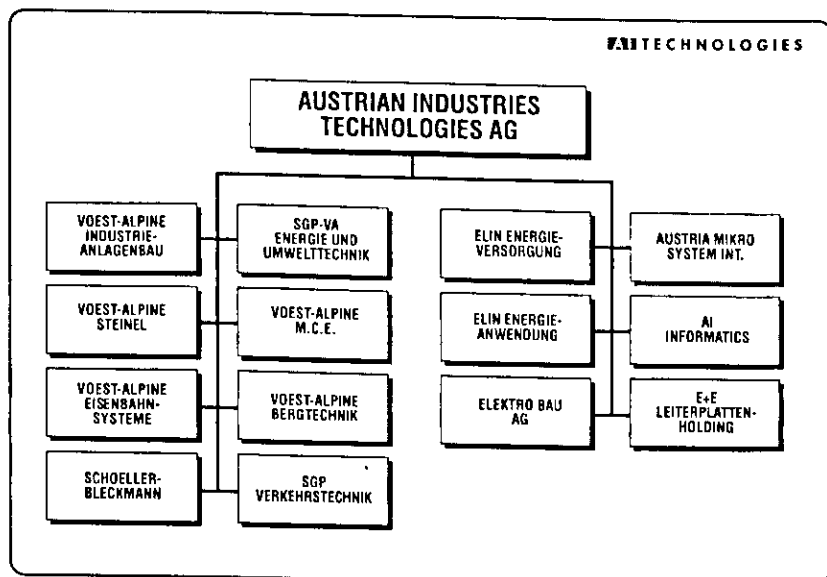 AI TECHNOLOGIES
AUSTRIAN INDUSTRIES
TECHNOLOGIES AG
VOEST-ALPINE
INDUSTRIE-
ANLAGENBAU
SGP-VA
ENERGIE UND
UMWELTTECHNIK
VOEST-ALPINE
STEINEL
VOEST-ALPINE
M.C.E.
VOEST-ALPINE
EISENBAHN-
SYSTEME
VOEST-ALPINE
BERGTECHNIK
SCHOELLER-
BLECKMANN
SGP
VERKEHRSTECHNIK
ELIN ENERGIE-
VERSORGUNG
AUSTRIA MIKRO
SYSTEM INT.
ELIN ENERGIE-
ANWENDUNG
AI
INFORMATICS
ELEKTRO BAU
AG
E+E
LEITERPLATTEN-
HOLDING